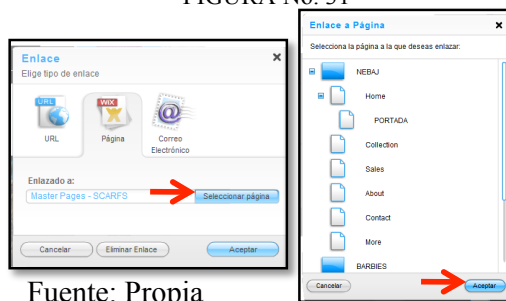 FIGURA No. 31
Enlace
Elige tipo de enlace
URL
WIX
@
URL
Página
Correo
Electrónico
Enlazado a:
Master Pages - SCARFS
Seleccionar página
Cancelar
Eliminar Enlace
Aceptar
Enlace a Página
Selecciona la página a la que deseas enlazar:
NEBAJ
Home
PORTADA
Collection
Sales
About
Contact
More
BARBIES
Cancelar
Aceptar
Fuente: Propia